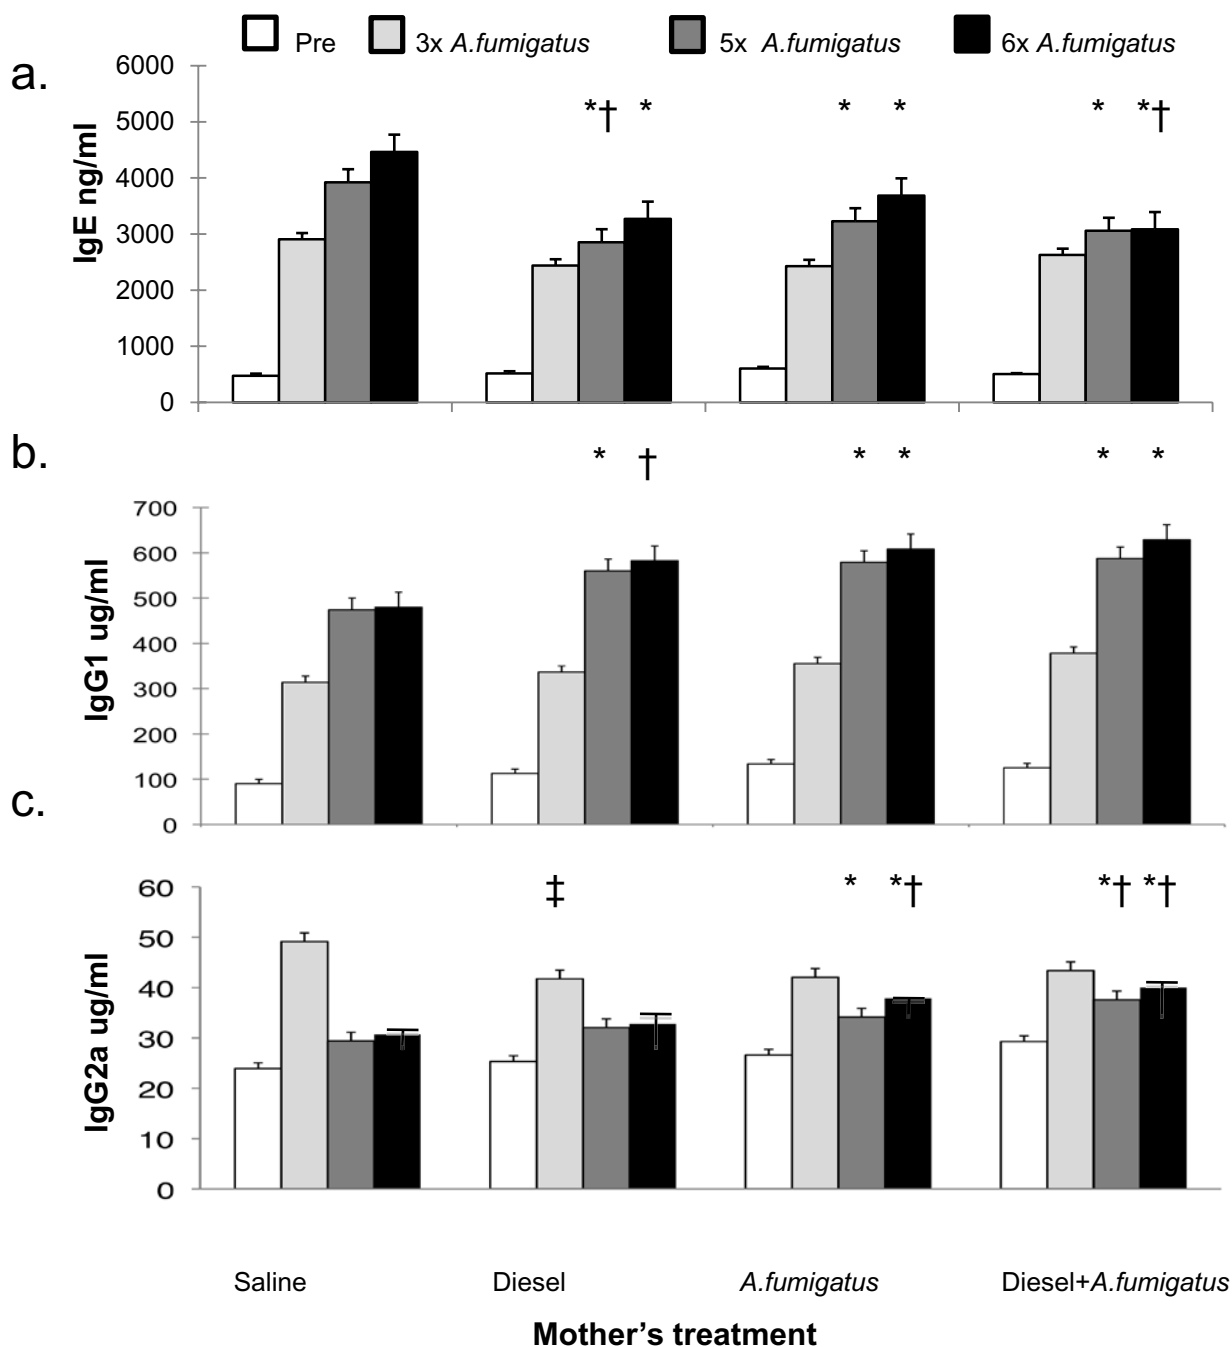 Pre 3x A.fumigatus 5x A.fumigatus 6x A.fumigatus
a.
IgE ng/ml
6000
5000
4000
3000
2000
1000
0
*† * * * * *†
b.
IgG1 ug/ml
* † * * * *
700
600
500
400
300
200
100
0
c.
IgG2a ug/ml
60
50
40
30
20
10
0
‡ * *† *† *†
Saline Diesel A.fumigatus Diesel+A.fumigatus
Mother’s treatment